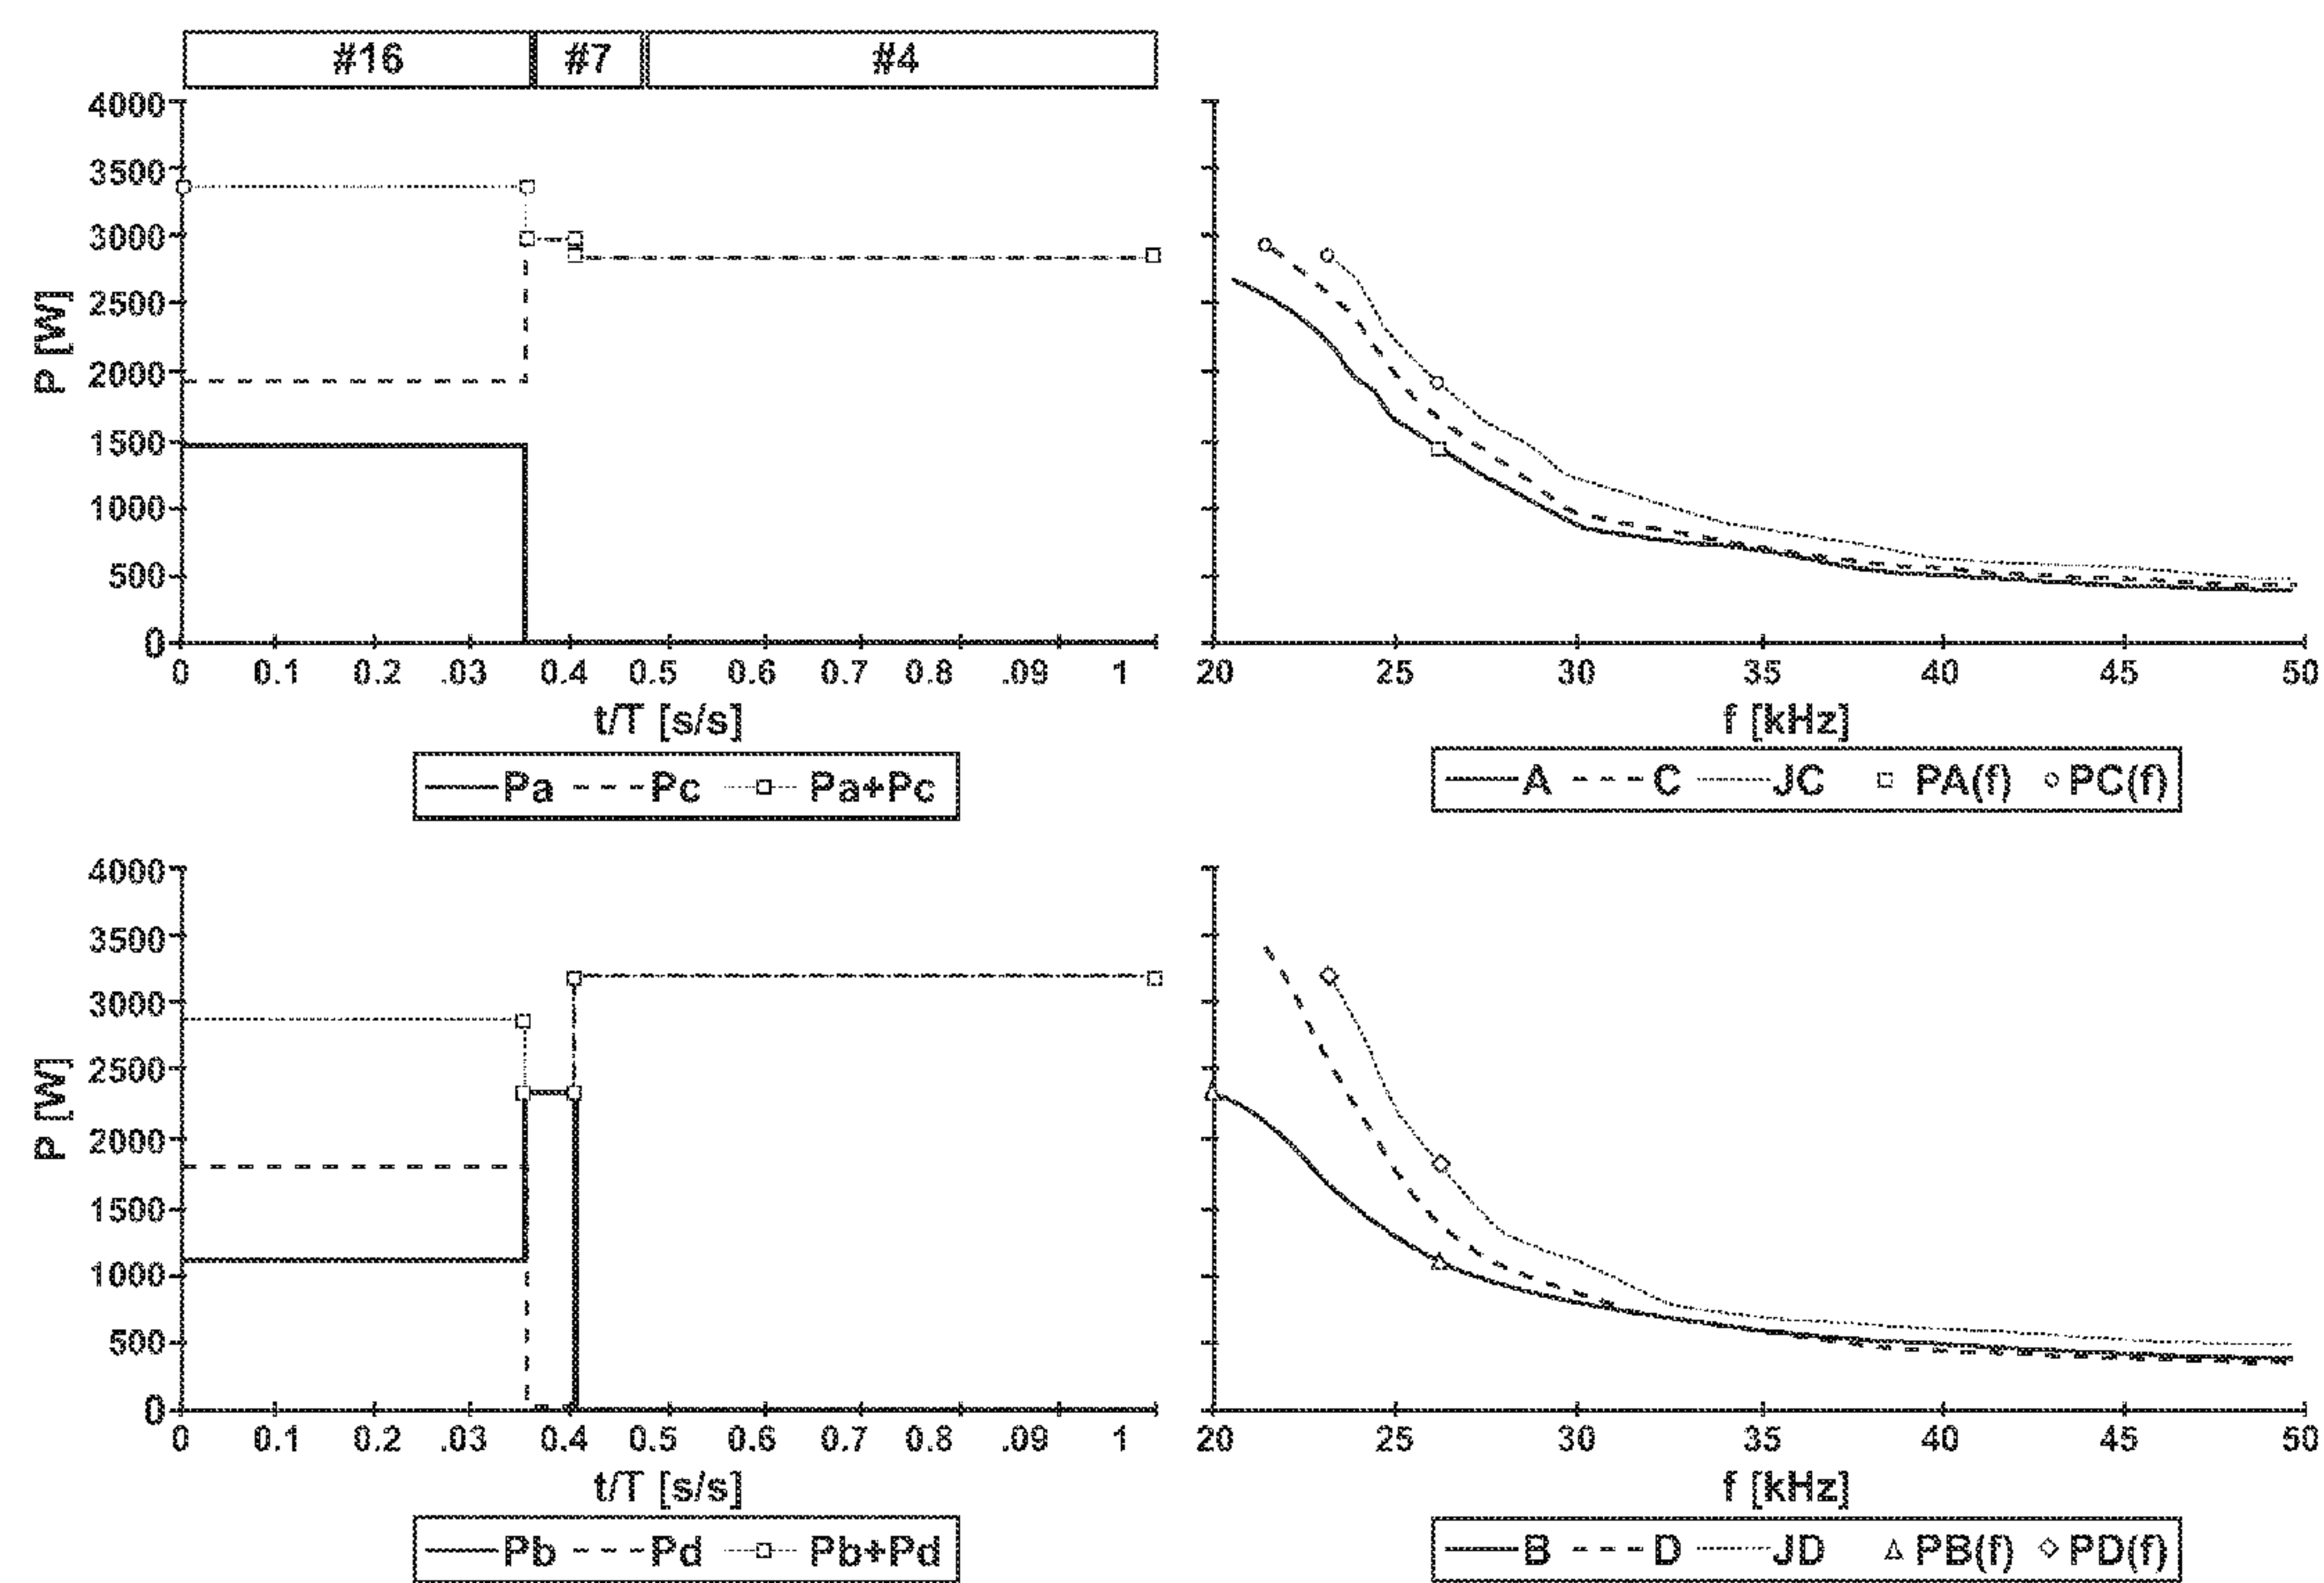 #16 #7 #4
4000
3500
3000
2500
2000
1500
1000
500
0
P [W]
0 0.1 0.2 .03 0.4 0.5 0.6 0.7 0.8 .09 1
t/T [s/s]
Pa Pc Pa+Pc
20 25 30 35 40 45 50
f [kHz]
A C JC PA(f) PC(f)
4000
3500
3000
2500
2000
1500
1000
500
0
P [W]
0 0.1 0.2 .03 0.4 0.5 0.6 0.7 0.8 .09 1
t/T [s/s]
Pb Pd Pb+Pd
20 25 30 35 40 45 50
f [kHz]
B D JD PB(f) PD(f)